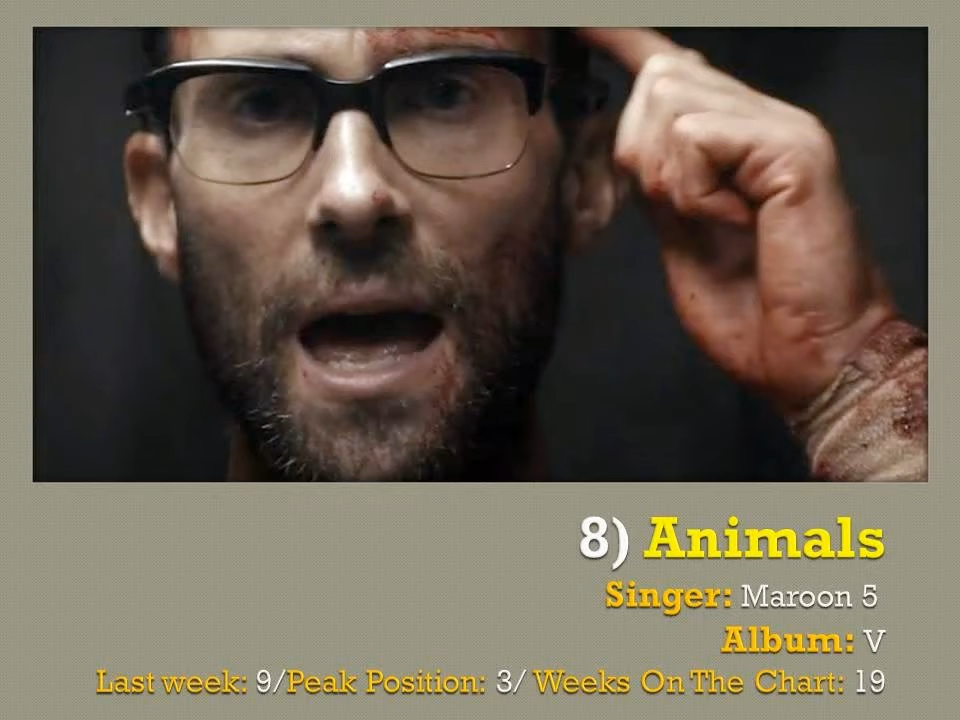 8) Animals
Singer: Maroon 5
Album: V
Last week: 9/Peak Position: 3/ Weeks On The Chart: 19